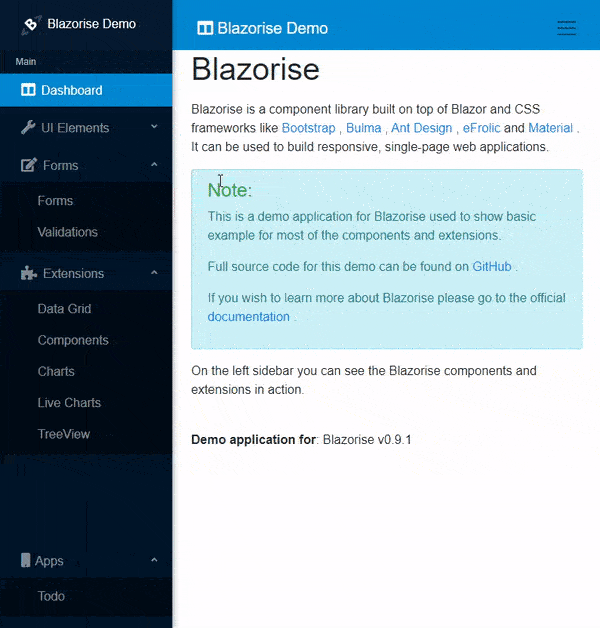 Blazorise Demo
Main
Dashboard
UI Elements
Forms
Forms
Validations
Extensions
Data Grid
Components
Charts
Live Charts
TreeView
Apps
Todo
Blazorise Demo
Blazorise
Blazorise is a component library built on top of Blazor and CSS
frameworks like Bootstrap , Bulma , Ant Design , eFrolic and Material .
It can be used to build responsive, single-page web applications.
Note:
This is a demo application for Blazorise used to show basic
example for most of the components and extensions.
Full source code for this demo can be found on GitHub .
If you wish to learn more about Blazorise please go to the official
documentation .
On the left sidebar you can see the Blazorise components and
extensions in action.
Demo application for: Blazorise v0.9.1